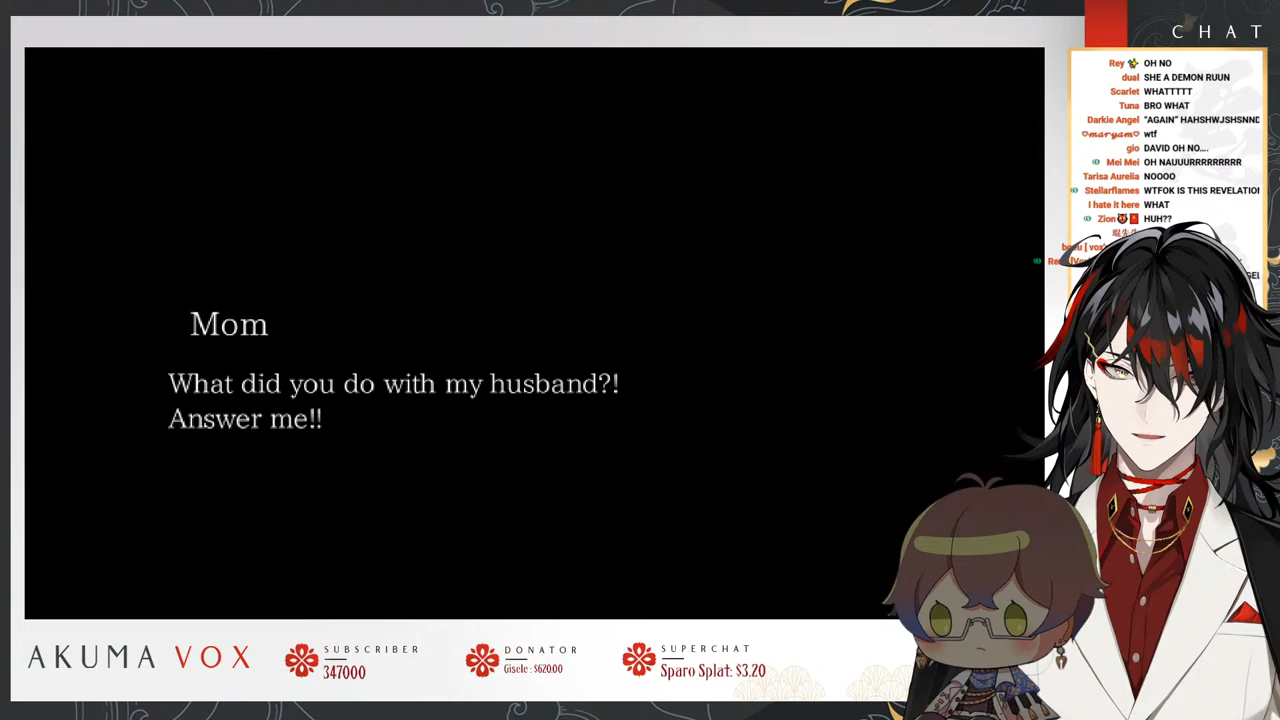 CHAT
Rey OH NO
dual SHE A DEMON RUUN
Scarlet WHATTTTT
Tuna BRO WHAT
Darkie Angel "AGAIN" HAHSHWJSHSNND
♡𝓶𝓪𝓻𝔂𝓪𝓶♡ wtf
gio DAVID OH NO....
Mei Mei OH NAUUURRRRRRRRR
Tarisa Aurelia NOOOO
Stellarflames WTFOK IS THIS REVELATIO
I hate it here WHAT
Zion HUH??
Mom
What did you do with my husband?!
Answer me!!
AKUMA VOX
SUBSCRIBER
347000
DONATOR
Gisele : $620.00
SUPERCHAT
Sparo Splat: $3.20